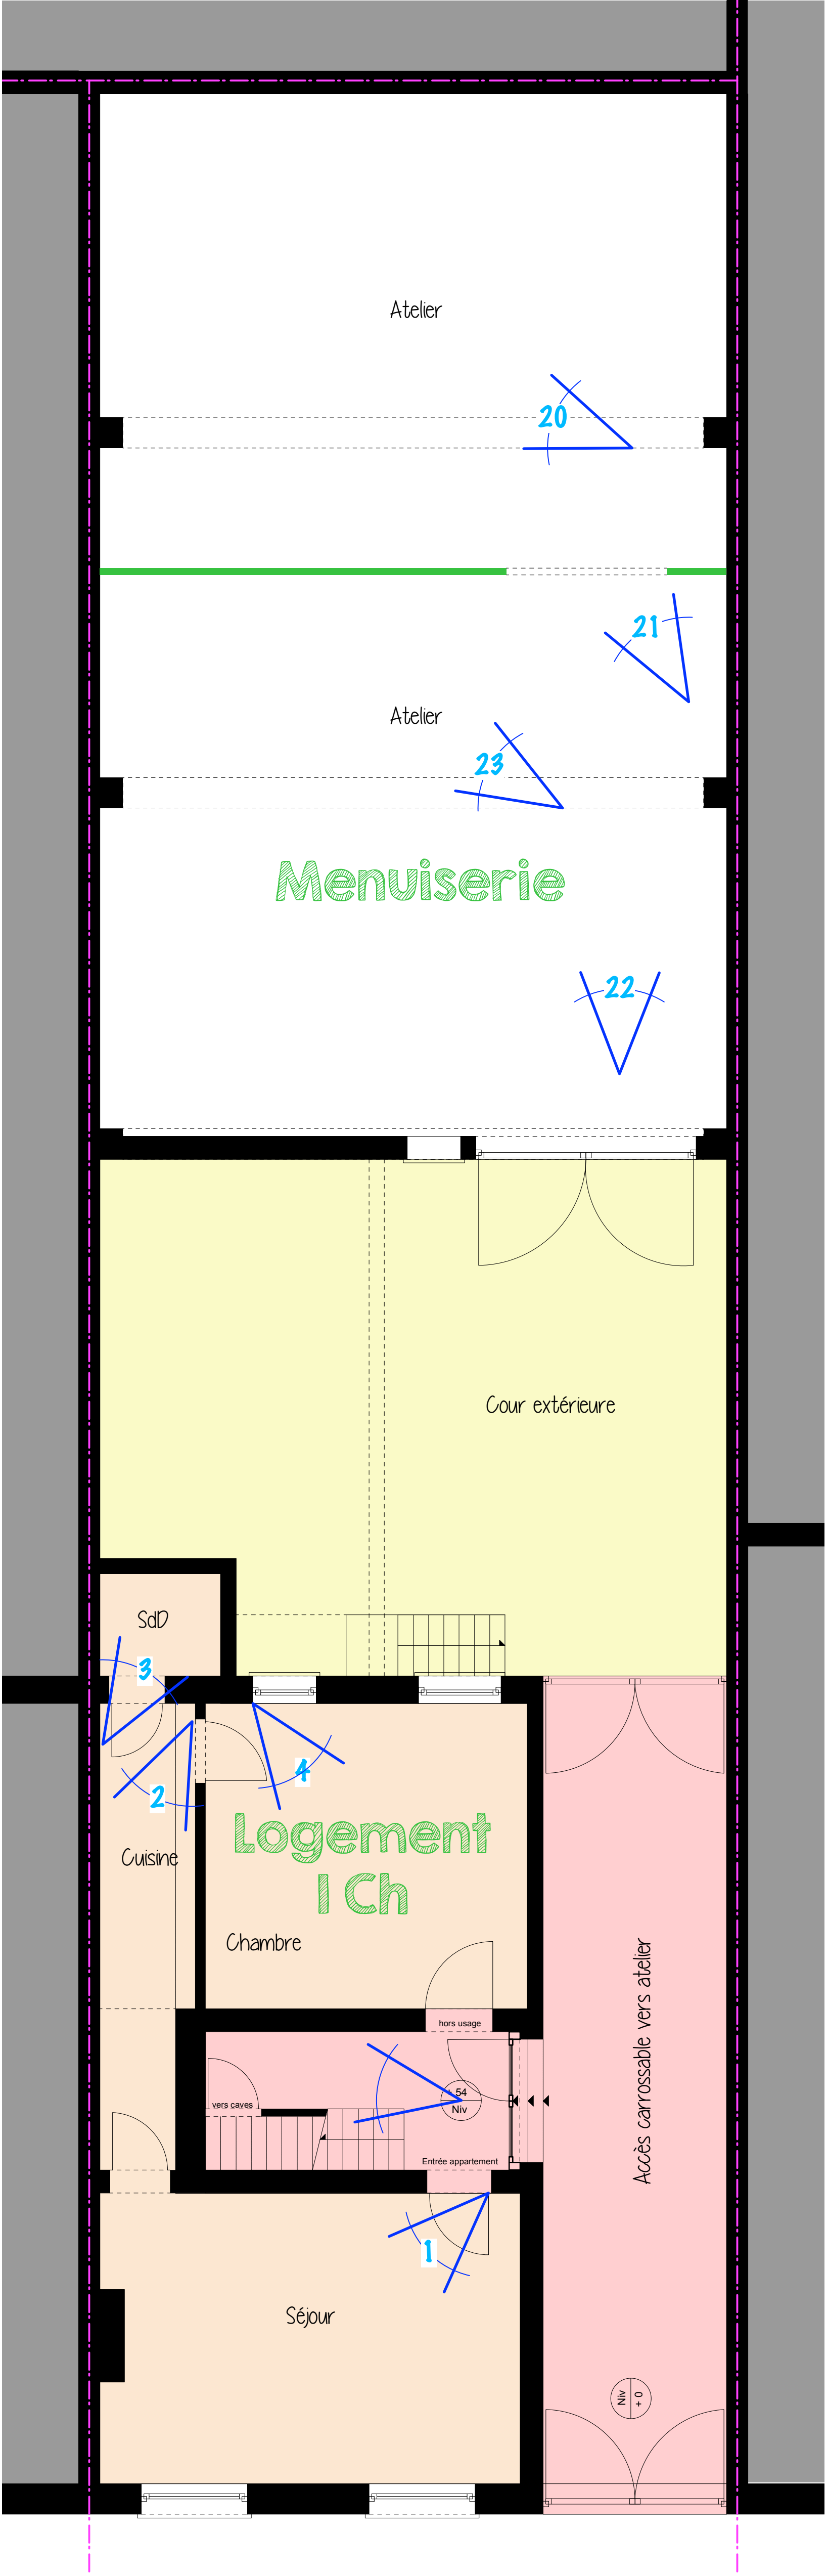 Atelier
20
21
Atelier
23
Menuiserie
22
Cour extérieure
SdD
3
4
2
Logement
1 Ch
Cuisine
Chambre
Accès carrossable vers atelier
hors usage
54
Niv
vers caves
Entrée appartement
1
Séjour
Niv
+ 0